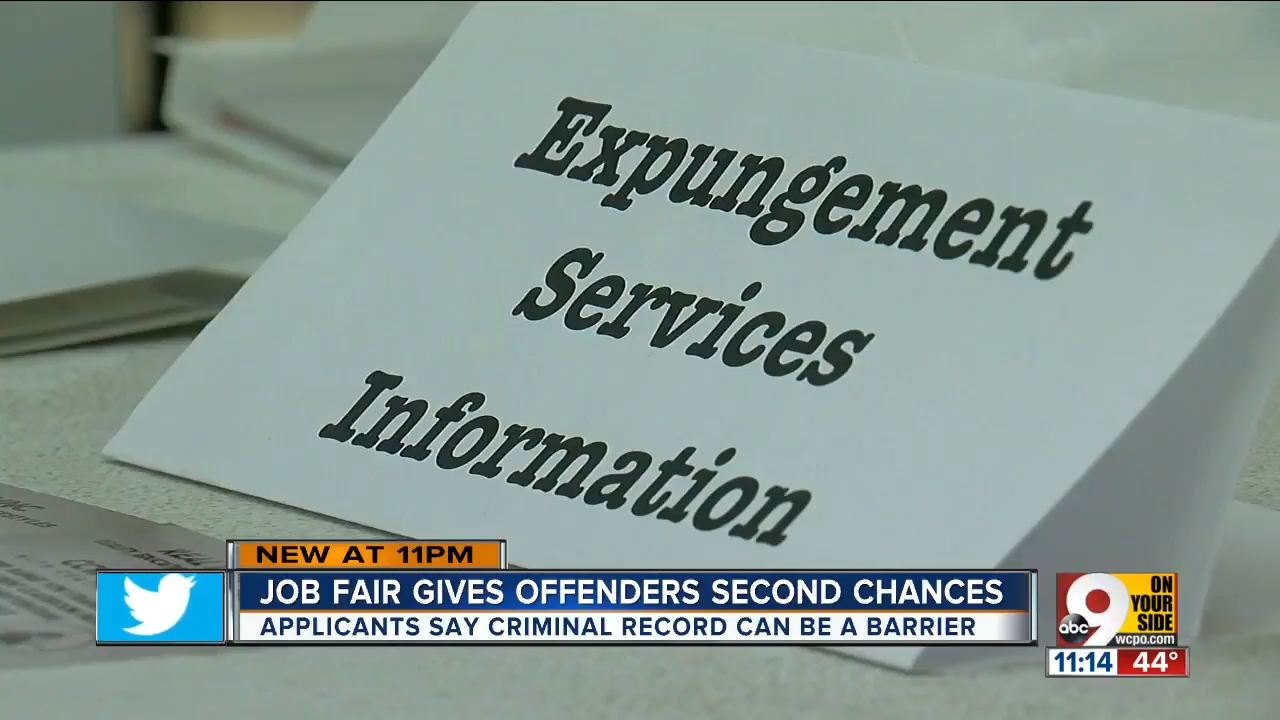 Expungement
Services
Information
NEW AT 11PM
JOB FAIR GIVES OFFENDERS SECOND CHANCES
APPLICANTS SAY CRIMINAL RECORD CAN BE A BARRIER
abc 9 ON
YOUR
SIDE
wcpo.com
11:14 44°